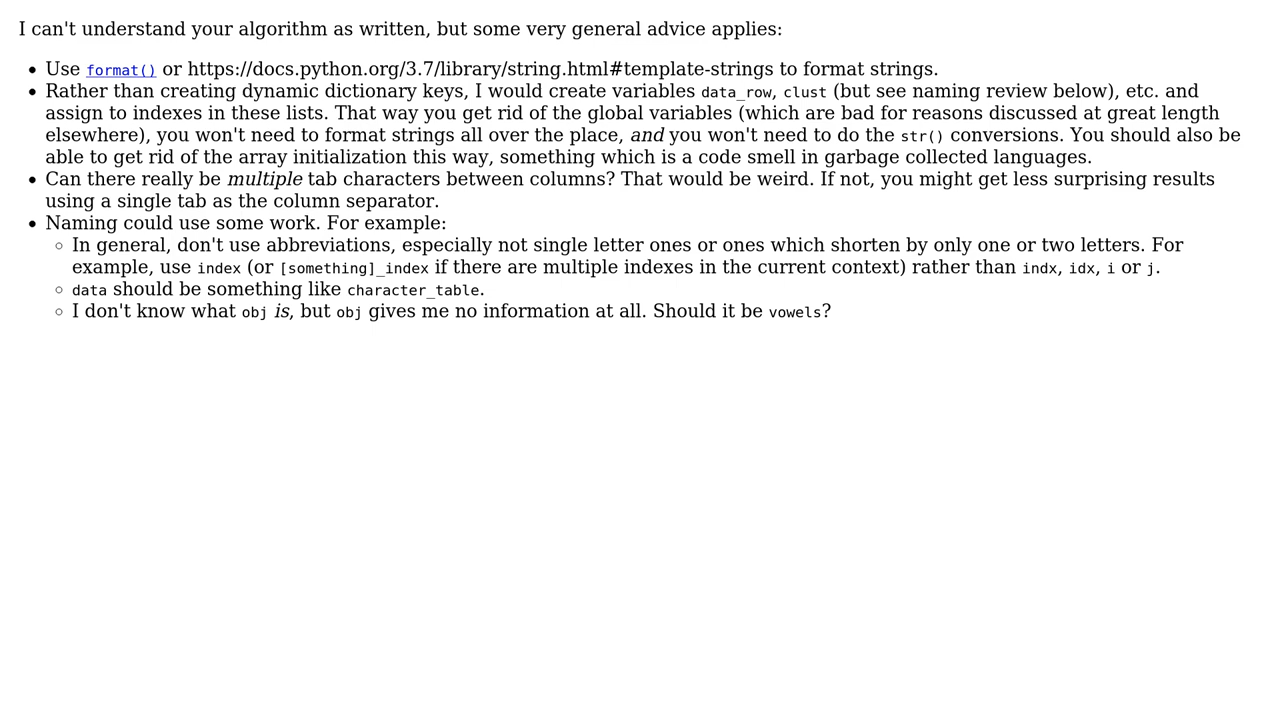 I can't understand your algorithm as written, but some very general advice applies:
• Use format() or https://docs.python.org/3.7/library/string.html#template-strings to format strings.
• Rather than creating dynamic dictionary keys, I would create variables data_row, clust (but see naming review below), etc. and
assign to indexes in these lists. That way you get rid of the global variables (which are bad for reasons discussed at great length
elsewhere), you won't need to format strings all over the place, and you won't need to do the str() conversions. You should also be
able to get rid of the array initialization this way, something which is a code smell in garbage collected languages.
• Can there really be multiple tab characters between columns? That would be weird. If not, you might get less surprising results
using a single tab as the column separator.
• Naming could use some work. For example:
◦ In general, don't use abbreviations, especially not single letter ones or ones which shorten by only one or two letters. For
example, use index (or [something]_index if there are multiple indexes in the current context) rather than indx, idx, i or j.
◦ data should be something like character_table.
◦ I don't know what obj is, but obj gives me no information at all. Should it be vowels?